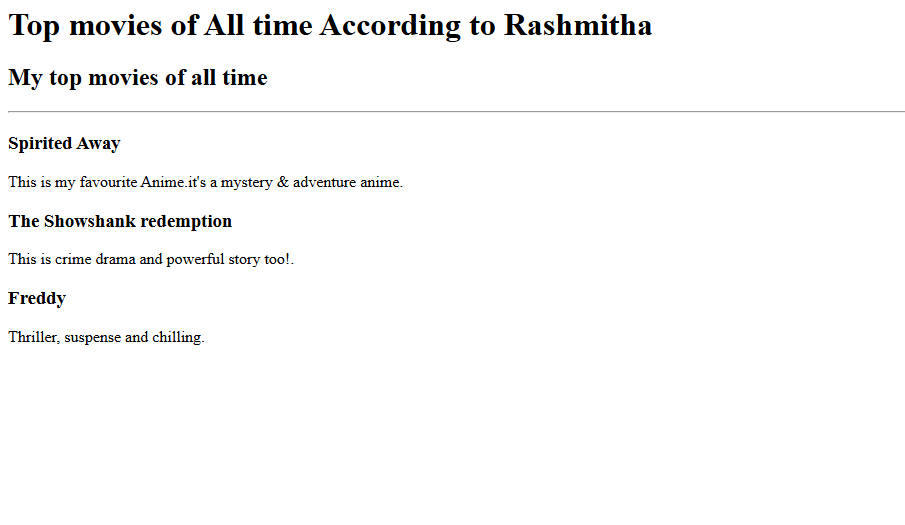 Top movies of All time According to Rashmitha
My top movies of all time
Spirited Away
This is my favourite Anime.it's a mystery & adventure anime.
The Showshank redemption
This is crime drama and powerful story too!.
Freddy
Thriller, suspense and chilling.